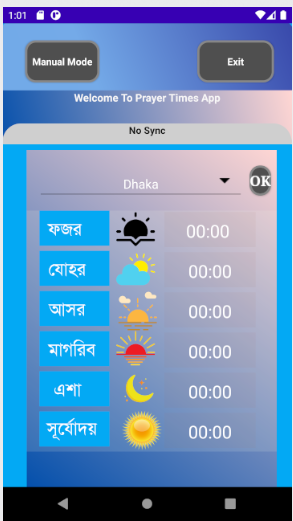 1:01
Manual Mode
Exit
Welcome To Prayer Times App
No Sync
Dhaka
OK
ফজর 00:00
যোহর 00:00
আসর 00:00
মাগরিব 00:00
এশা 00:00
সূর্যোদয় 00:00